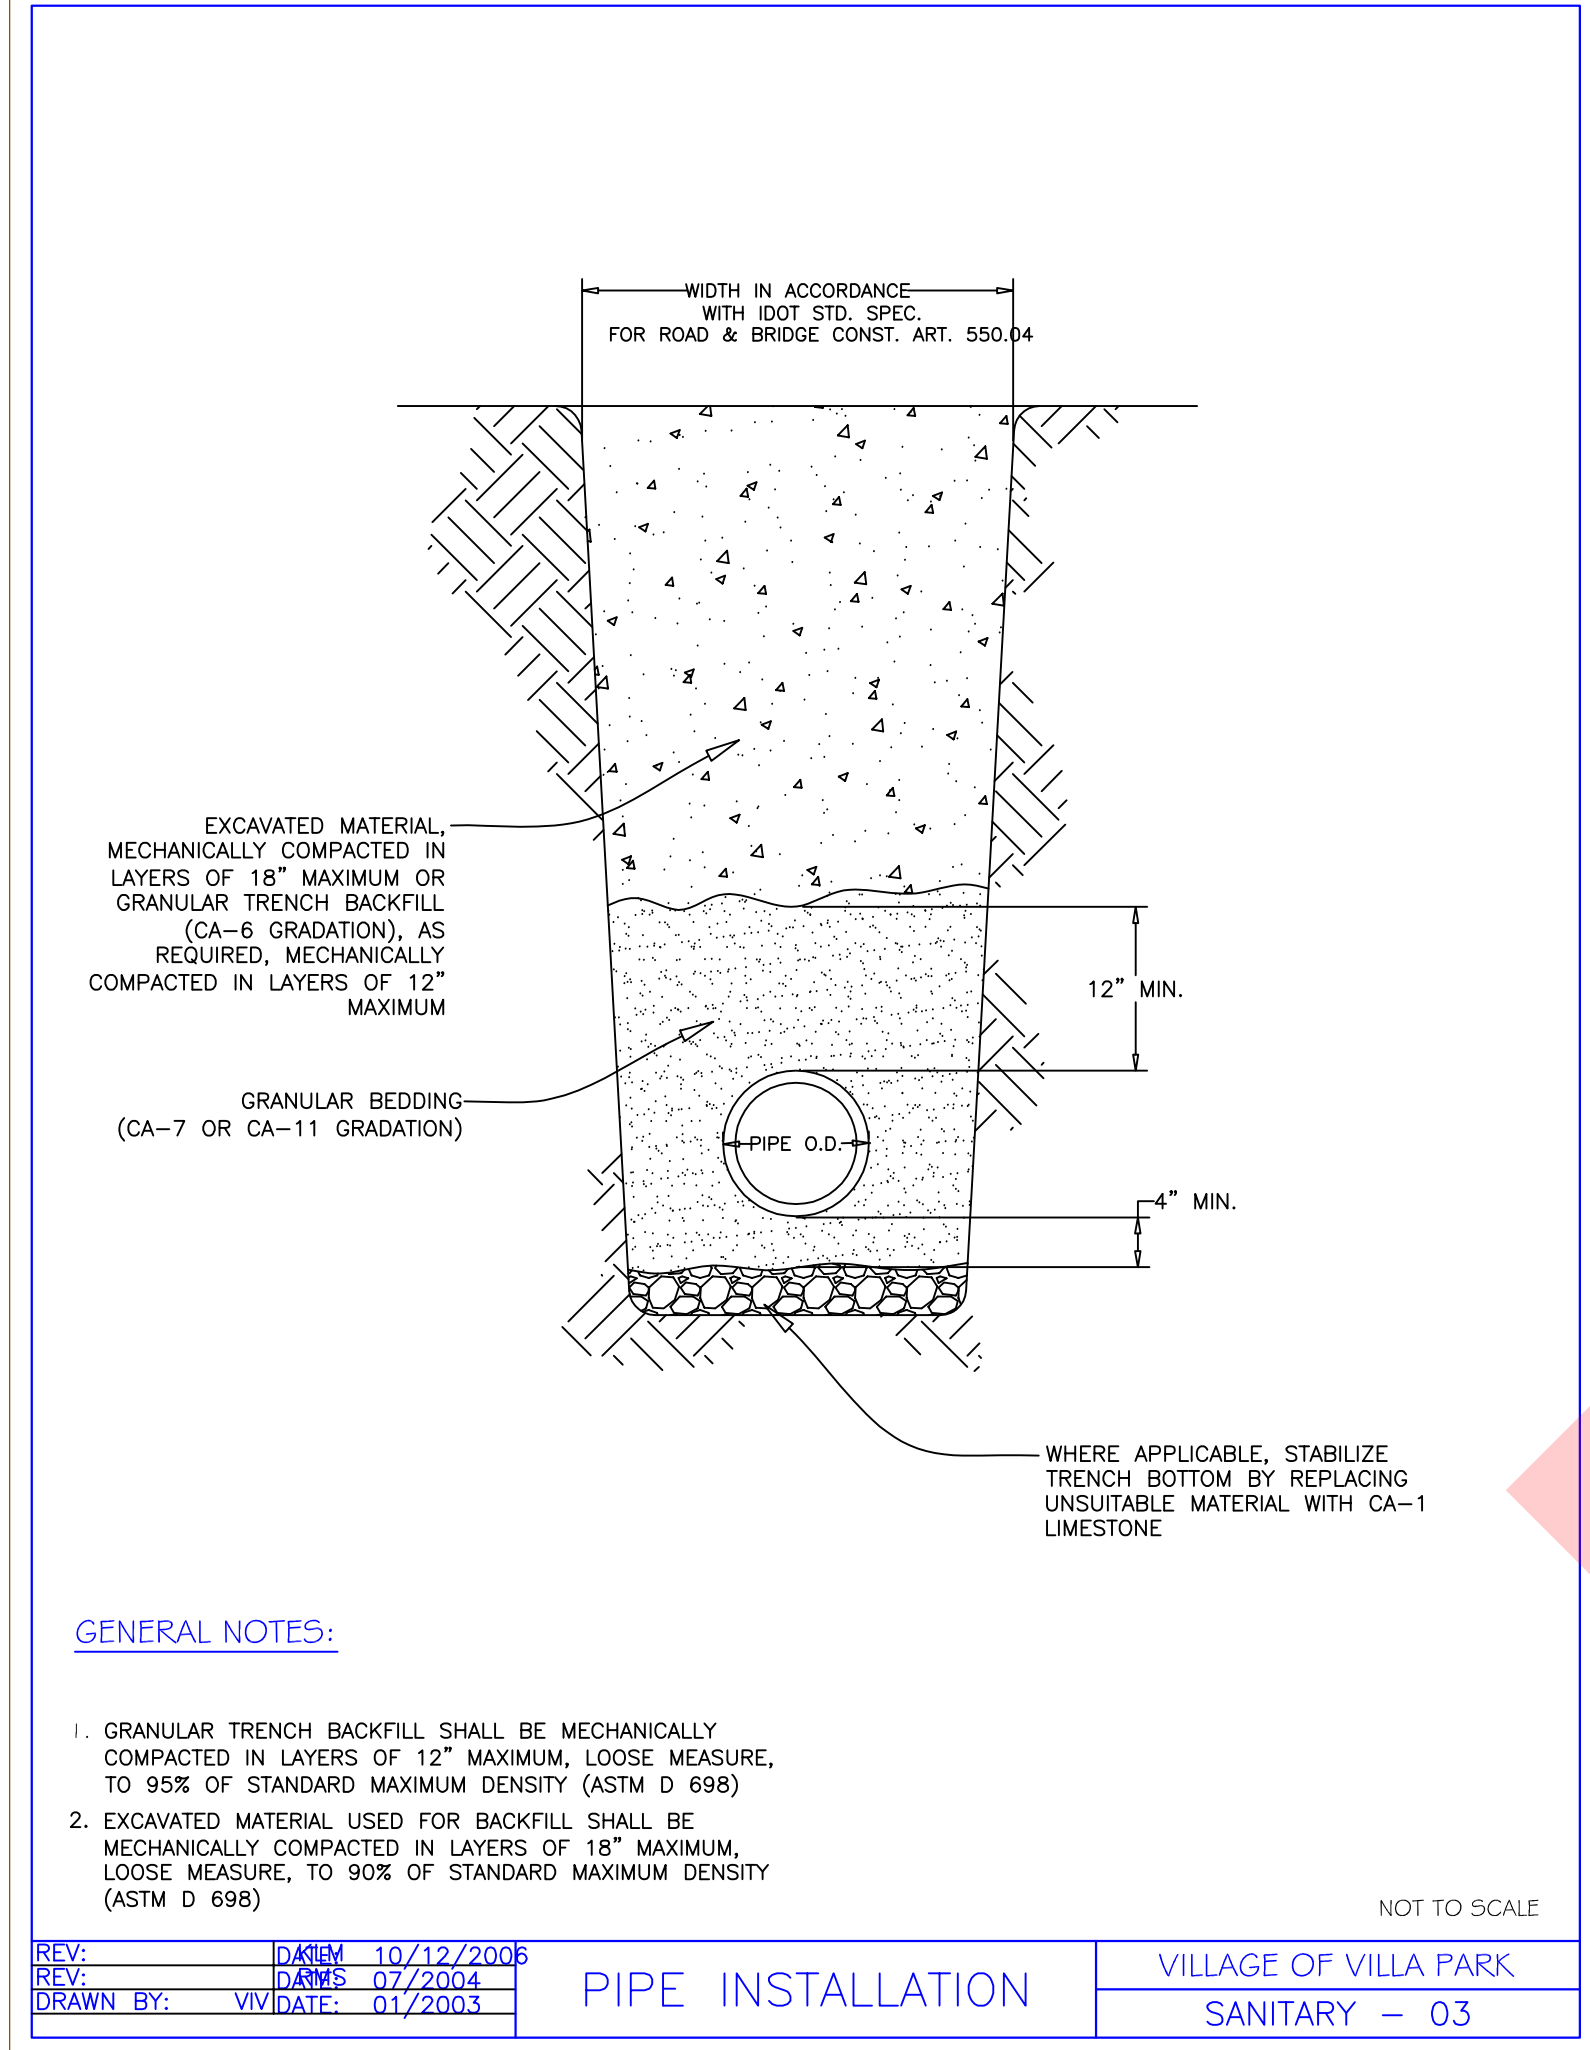 WIDTH IN ACCORDANCE
WITH IDOT STD. SPEC.
FOR ROAD & BRIDGE CONST. ART. 550.04
EXCAVATED MATERIAL,
MECHANICALLY COMPACTED IN
LAYERS OF 18" MAXIMUM OR
GRANULAR TRENCH BACKFILL
(CA-6 GRADATION), AS
REQUIRED, MECHANICALLY
COMPACTED IN LAYERS OF 12"
MAXIMUM
12" MIN.
GRANULAR BEDDING
(CA-7 OR CA-11 GRADATION)
PIPE O.D.
4" MIN.
WHERE APPLICABLE, STABILIZE
TRENCH BOTTOM BY REPLACING
UNSUITABLE MATERIAL WITH CA-1
LIMESTONE
GENERAL NOTES:
1. GRANULAR TRENCH BACKFILL SHALL BE MECHANICALLY
COMPACTED IN LAYERS OF 12" MAXIMUM, LOOSE MEASURE,
TO 95% OF STANDARD MAXIMUM DENSITY (ASTM D 698)
2. EXCAVATED MATERIAL USED FOR BACKFILL SHALL BE
MECHANICALLY COMPACTED IN LAYERS OF 18" MAXIMUM,
LOOSE MEASURE, TO 90% OF STANDARD MAXIMUM DENSITY
(ASTM D 698)
NOT TO SCALE
REV: KLM DATE: 10/12/2006
REV: RMS DATE: 07/2004
DRAWN BY: VIV DATE: 01/2003
PIPE INSTALLATION
VILLAGE OF VILLA PARK
SANITARY - 03